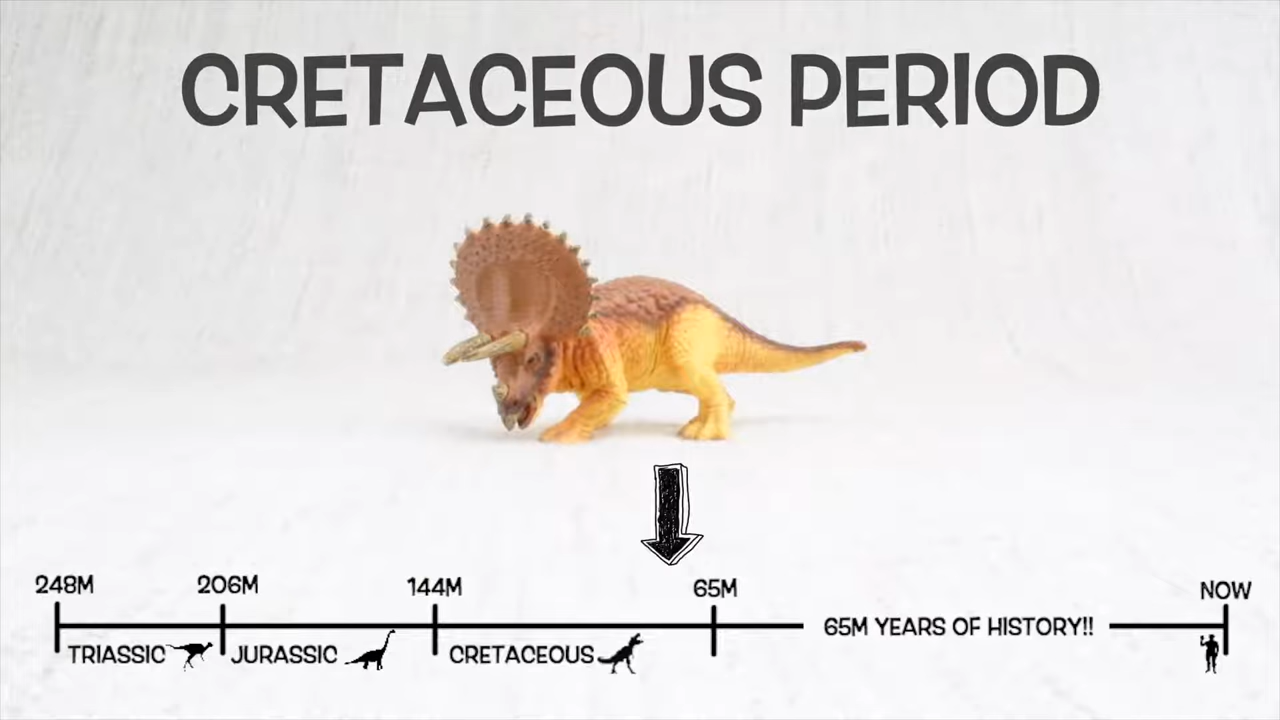 CRETACEOUS PERIOD
248M 206M 144M 65M NOW
65M YEARS OF HISTORY!!
TRIASSIC JURASSIC CRETACEOUS